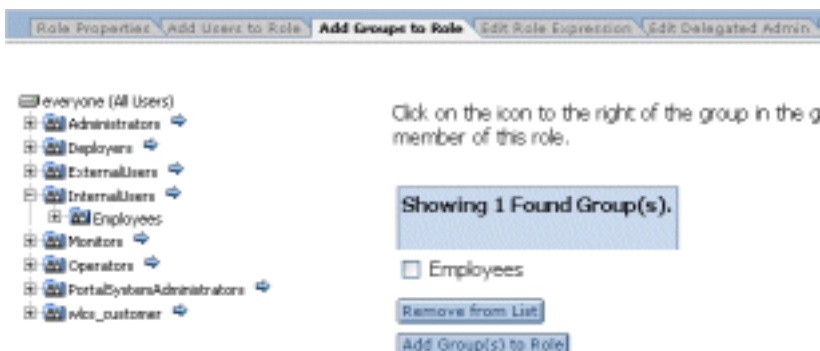 Role Properties Add Users to Role Add Groups to Role Edit Role Expression Edit Delegated Admin
everyone (All Users)
Administrators
Deployers
ExternalUsers
InternalUsers
Employees
Monitors
Operators
PortalSystemAdministrators
wlcs_customer
Click on the icon to the right of the group in the g
member of this role.
Showing 1 Found Group(s).
Employees
Remove from List
Add Group(s) to Role